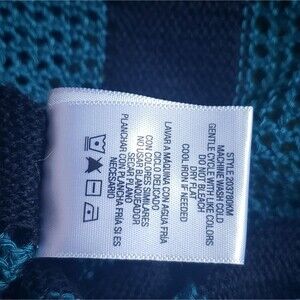 STYLE 203780KM
MACHINE WASH COLD
GENTLE CYCLE W/ LIKE COLORS
DO NOT BLEACH
DRY FLAT
COOL IRON IF NEEDED
LAVAR A MAQUINA CON AGUA FRIA
CICLO DELICADO
CON COLORES SIMILARES
NO USAR BLANQUEADOR
SECAR PLANO
PLANCHAR CON PLANCHA FRÍA SI ES
NECESARIO